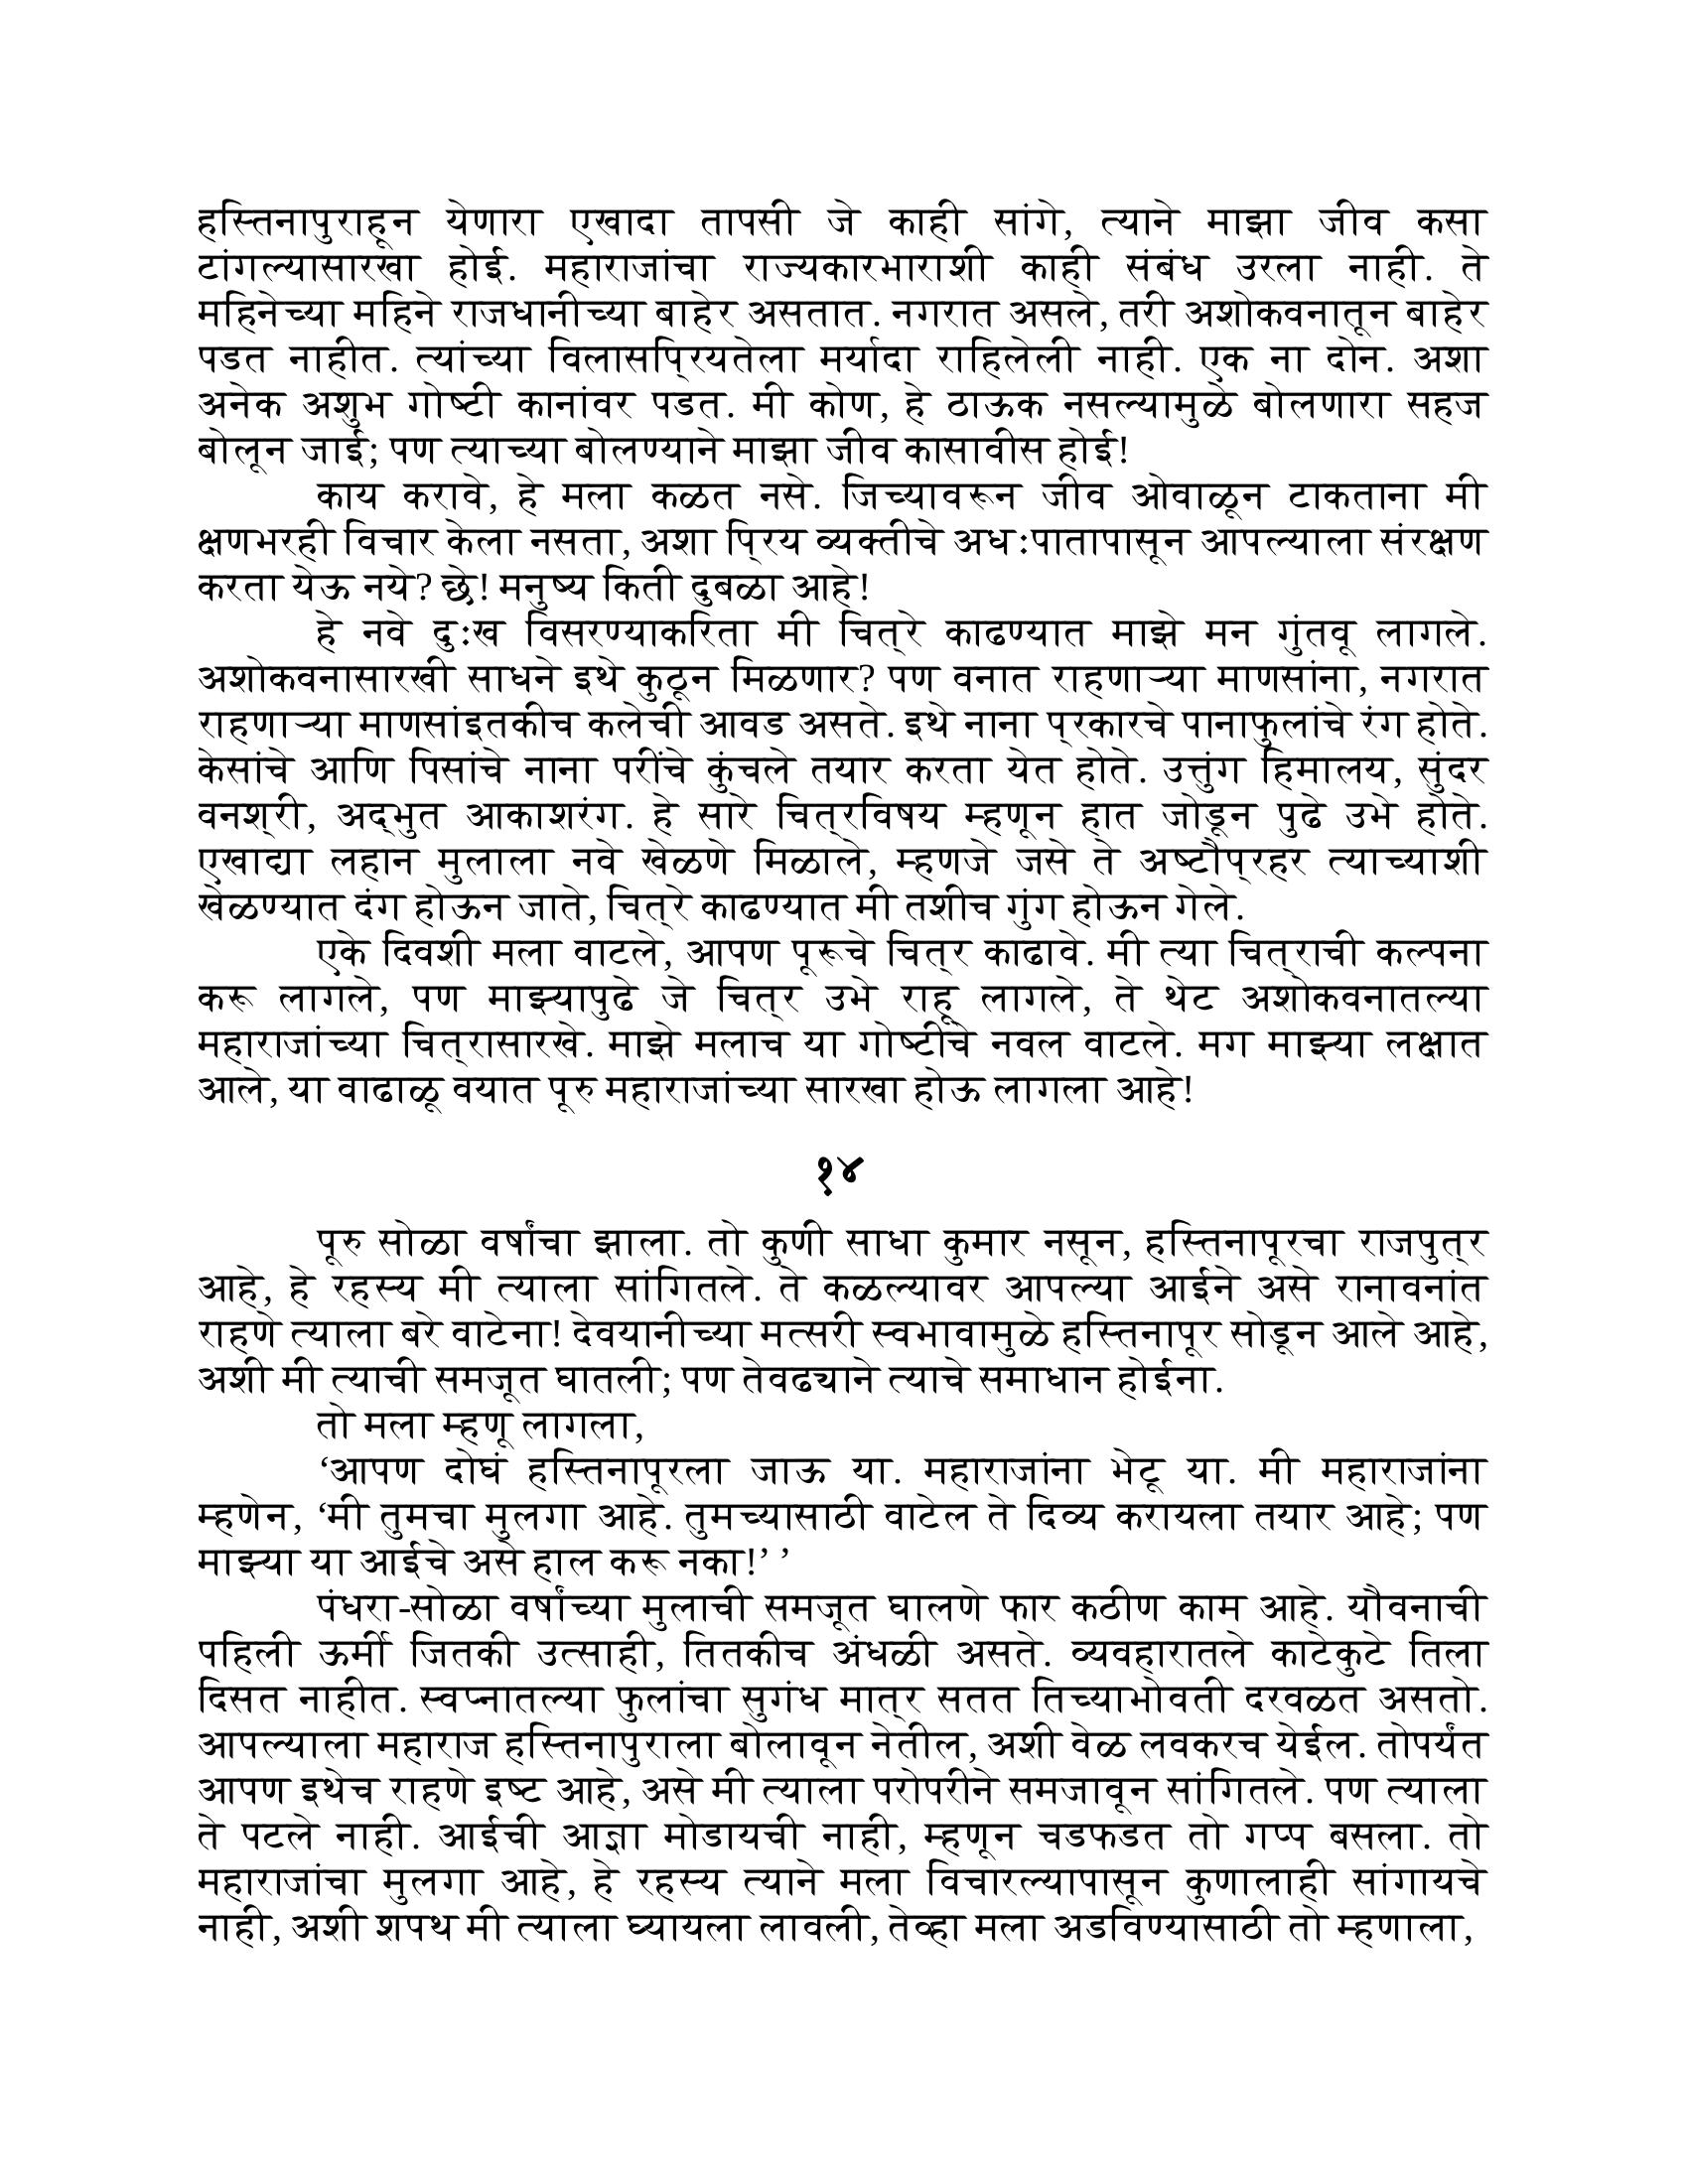 हस्तिनापुराहून येणारा एखादा तापसी जे काही सांगे, त्याने माझा जीव कसा
टांगल्यासारखा होई. महाराजांचा राज्यकारभाराशी काही संबंध उरला नाही. ते
महिनेच्या महिने राजधानीच्या बाहेर असतात. नगरात असले, तरी अशोकवनातून बाहेर
पडत नाहीत. त्यांच्या विलासप्रियतेला मर्यादा राहिलेली नाही. एक ना दोन. अशा
अनेक अशुभ गोष्टी कानांवर पडत. मी कोण, हे ठाऊक नसल्यामुळे बोलणारा सहज
बोलून जाई; पण त्याच्या बोलण्याने माझा जीव कासावीस होई!
काय करावे, हे मला कळत नसे. जिच्यावरून जीव ओवाळून टाकताना मी
क्षणभरही विचार केला नसता, अशा प्रिय व्यक्तीचे अधःपातापासून आपल्याला संरक्षण
करता येऊ नये? छे! मनुष्य किती दुबळा आहे!
हे नवे दुःख विसरण्याकरिता मी चित्रे काढण्यात माझे मन गुंतवू लागले.
अशोकवनासारखी साधने इथे कुठून मिळणार? पण वनात राहणाऱ्या माणसांना, नगरात
राहणाऱ्या माणसांइतकीच कलेची आवड असते. इथे नाना प्रकारचे पानाफुलांचे रंग होते.
केसांचे आणि पिसांचे नाना परींचे कुंचले तयार करता येत होते. उत्तुंग हिमालय, सुंदर
वनश्री, अद्‌भुत आकाशरंग. हे सारे चित्रविषय म्हणून हात जोडून पुढे उभे होते.
एखाद्या लहान मुलाला नवे खेळणे मिळाले, म्हणजे जसे ते अष्टौप्रहर त्याच्याशी
खेळण्यात दंग होऊन जाते, चित्रे काढण्यात मी तशीच गुंग होऊन गेले.
एके दिवशी मला वाटले, आपण पूरूचे चित्र काढावे. मी त्या चित्राची कल्पना
करू लागले, पण माझ्यापुढे जे चित्र उभे राहू लागले, ते थेट अशोकवनातल्या
महाराजांच्या चित्रासारखे. माझे मलाच या गोष्टीचे नवल वाटले. मग माझ्या लक्षात
आले, या वाढाळू वयात पूरु महाराजांच्या सारखा होऊ लागला आहे!
१४
पूरु सोळा वर्षांचा झाला. तो कुणी साधा कुमार नसून, हस्तिनापूरचा राजपुत्र
आहे, हे रहस्य मी त्याला सांगितले. ते कळल्यावर आपल्या आईने असे रानावनांत
राहणे त्याला बरे वाटेना! देवयानीच्या मत्सरी स्वभावामुळे हस्तिनापूर सोडून आले आहे,
अशी मी त्याची समजूत घातली; पण तेवढ्याने त्याचे समाधान होईना.
तो मला म्हणू लागला,
‘आपण दोघं हस्तिनापूरला जाऊ या. महाराजांना भेटू या. मी महाराजांना
म्हणेन, ‘मी तुमचा मुलगा आहे. तुमच्यासाठी वाटेल ते दिव्य करायला तयार आहे; पण
माझ्या या आईचे असे हाल करू नका!’ ’
पंधरा-सोळा वर्षांच्या मुलाची समजूत घालणे फार कठीण काम आहे. यौवनाची
पहिली ऊर्मी जितकी उत्साही, तितकीच अंधळी असते. व्यवहारातले काटेकुटे तिला
दिसत नाहीत. स्वप्नातल्या फुलांचा सुगंध मात्र सतत तिच्याभोवती दरवळत असतो.
आपल्याला महाराज हस्तिनापुराला बोलावून नेतील, अशी वेळ लवकरच येईल. तोपर्यंत
आपण इथेच राहणे इष्ट आहे, असे मी त्याला परोपरीने समजावून सांगितले. पण त्याला
ते पटले नाही. आईची आज्ञा मोडायची नाही, म्हणून चडफडत तो गप्प बसला. तो
महाराजांचा मुलगा आहे, हे रहस्य त्याने मला विचारल्यापासून कुणालाही सांगायचे
नाही, अशी शपथ मी त्याला घ्यायला लावली, तेव्हा मला अडविण्यासाठी तो म्हणाला,